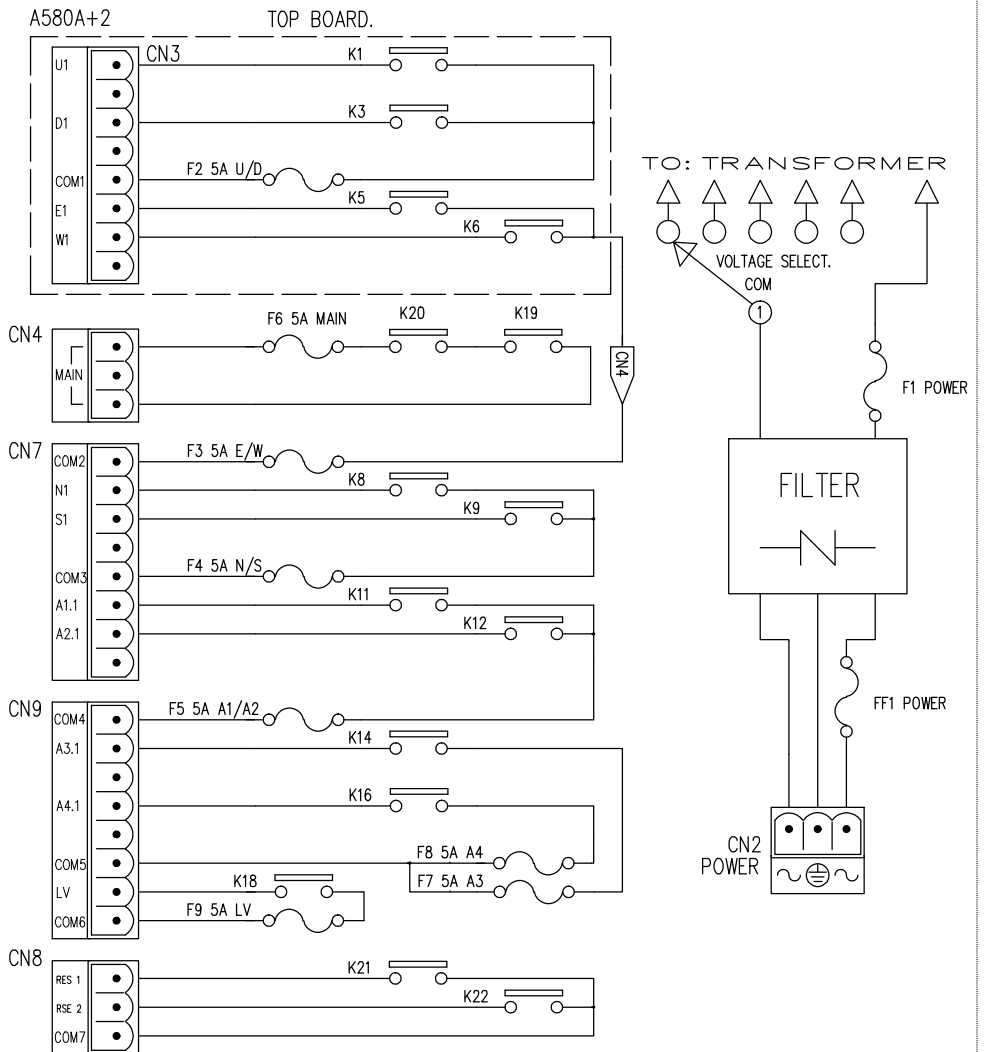 A580A+2 TOP BOARD.
CN3
U1
K1
D1
K3
COM1
F2 5A U/D
E1
K5
W1
K6
TO: TRANSFORMER
VOLTAGE SELECT.
COM
1
CN4
MAIN
F6 5A MAIN
K20
K19
CN4
F1 POWER
CN7
COM2
F3 5A E/W
N1
K8
S1
K9
COM3
F4 5A N/S
A1.1
K11
A2.1
K12
FILTER
N
FF1 POWER
CN9
COM4
F5 5A A1/A2
A3.1
K14
A4.1
K16
COM5
F8 5A A4
F7 5A A3
LV
K18
COM6
F9 5A LV
CN2
POWER
CN8
RES 1
K21
RSE 2
K22
COM7